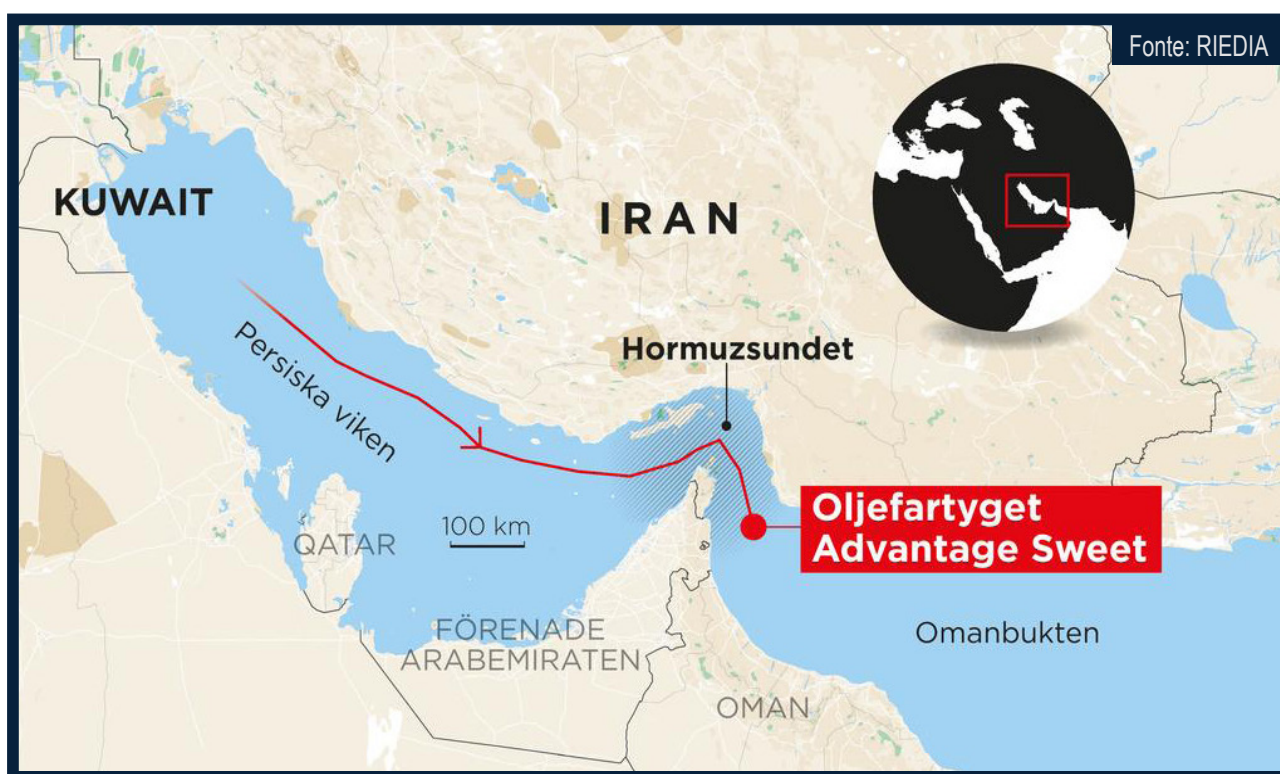 Fonte: RIEDIA
KUWAIT
IRAN
Hormuzsundet
Persiska viken
100 km
QATAR
Oljefartyget
Advantage Sweet
FÖRENADE
ARABEMIRATEN
Omanbukten
OMAN